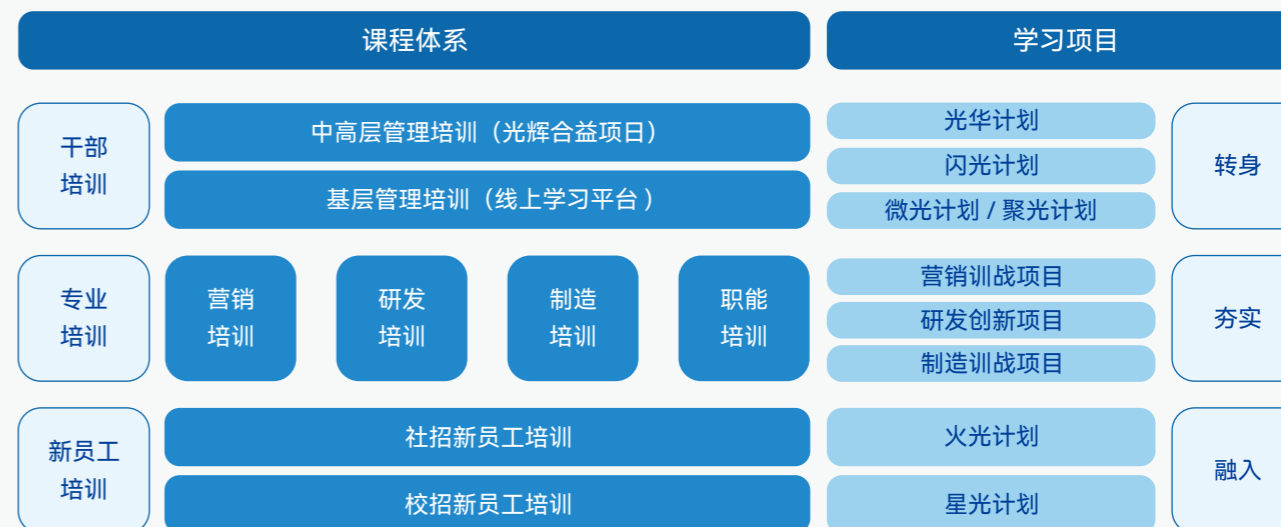 课程体系
学习项目
干部
培训
中高层管理培训（光辉合益项日）
基层管理培训（线上学习平台）
光华计划
闪光计划
微光计划 / 聚光计划
转身
专业
培训
营销
培训
研发
培训
制造
培训
职能
培训
营销训战项目
研发创新项目
制造训战项目
夯实
新员工
培训
社招新员工培训
校招新员工培训
火光计划
星光计划
融入